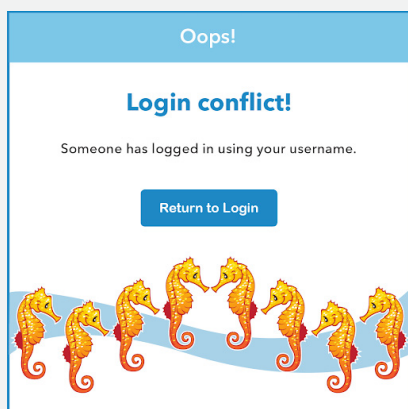 Oops!
Login conflict!
Someone has logged in using your username.
Return to Login